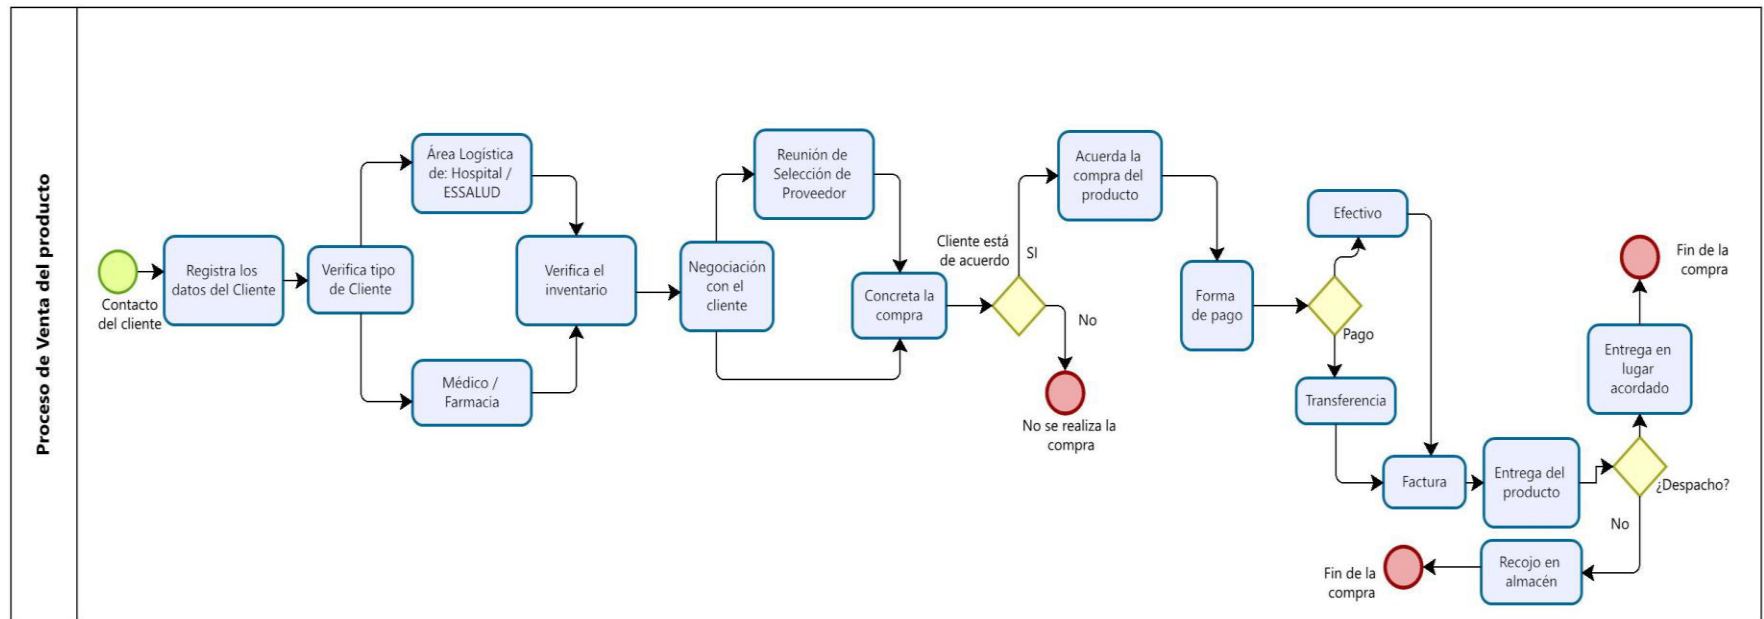 Proceso de Venta del producto
Contacto
del cliente
Registra los
datos del Cliente
Verifica tipo
de Cliente
Área Logística
de: Hospital /
ESSALUD
Médico /
Farmacia
Verifica el
inventario
Negociación
con el
cliente
Reunión de
Selección de
Proveedor
Concreta la
compra
Cliente está
de acuerdo
SI
No
No se realiza la
compra
Acuerda la
compra del
producto
Forma
de pago
Pago
Efectivo
Transferencia
Factura
Entrega del
producto
¿Despacho?
Entrega en
lugar
acordado
Fin de la
compra
No
Recojo en
almacén
Fin de la
compra